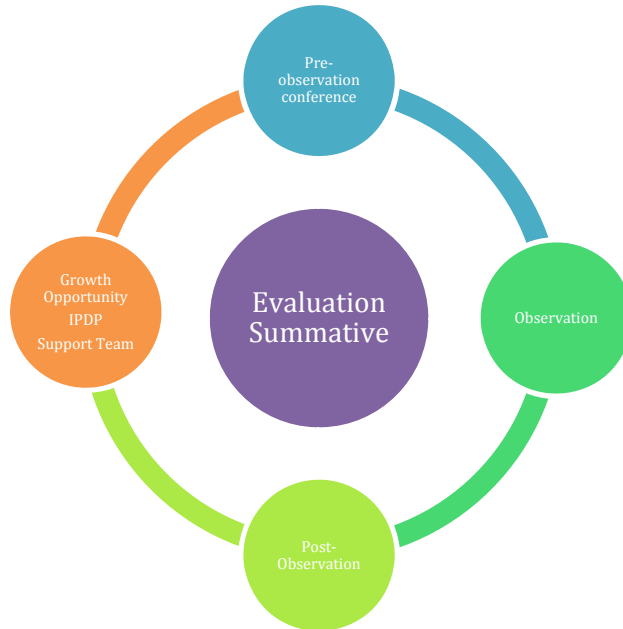 Pre-
observation
conference
Growth
Opportunity
IPDP
Support Team
Evaluation
Summative
Observation
Post-
Observation